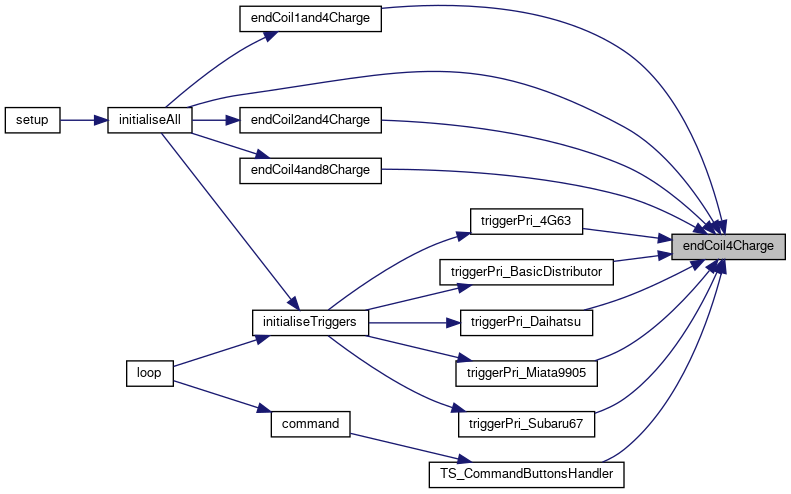 endCoil1and4Charge
setup
initialiseAll
endCoil2and4Charge
endCoil4and8Charge
triggerPri_4G63
endCoil4Charge
triggerPri_BasicDistributor
initialiseTriggers
triggerPri_Daihatsu
loop
triggerPri_Miata9905
command
triggerPri_Subaru67
TS_CommandButtonsHandler